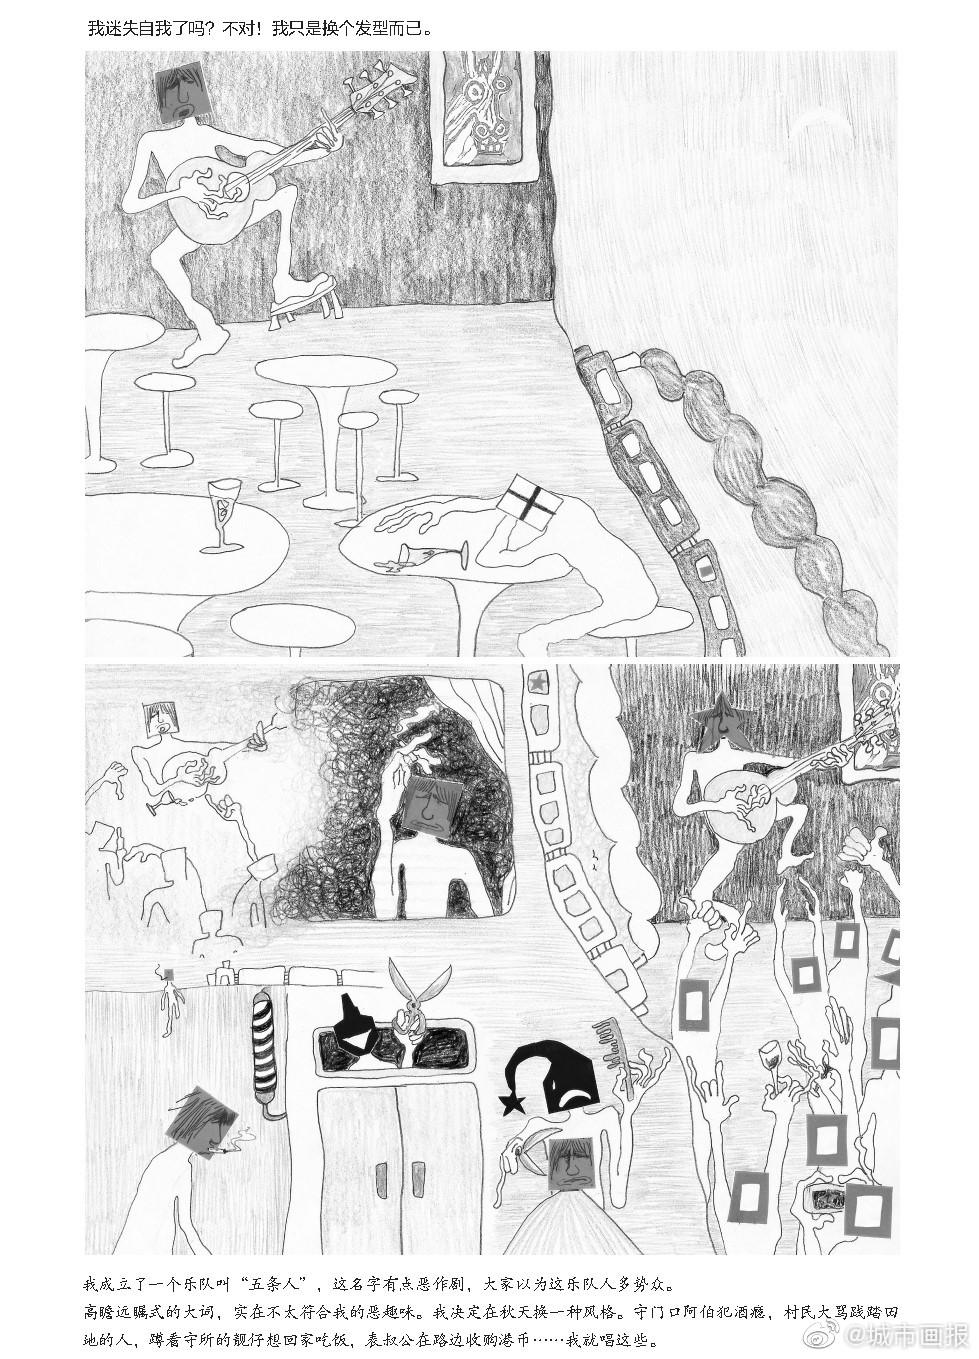 我迷失自我了吗？不对！我只是换个发型而已。
我成立了一个乐队叫“五条人”，这名字有点恶作剧，大家以为这乐队人多势众。
高瞻远瞩式的大词，实在不太符合我的恶趣味。我决定在秋天换一种风格。守门口阿伯犯酒瘾，村民大骂践踏田
地的人，蹲看守所的靓仔想回家吃饭，表叔公在路边收购港币……我就唱这些。
@城市画报